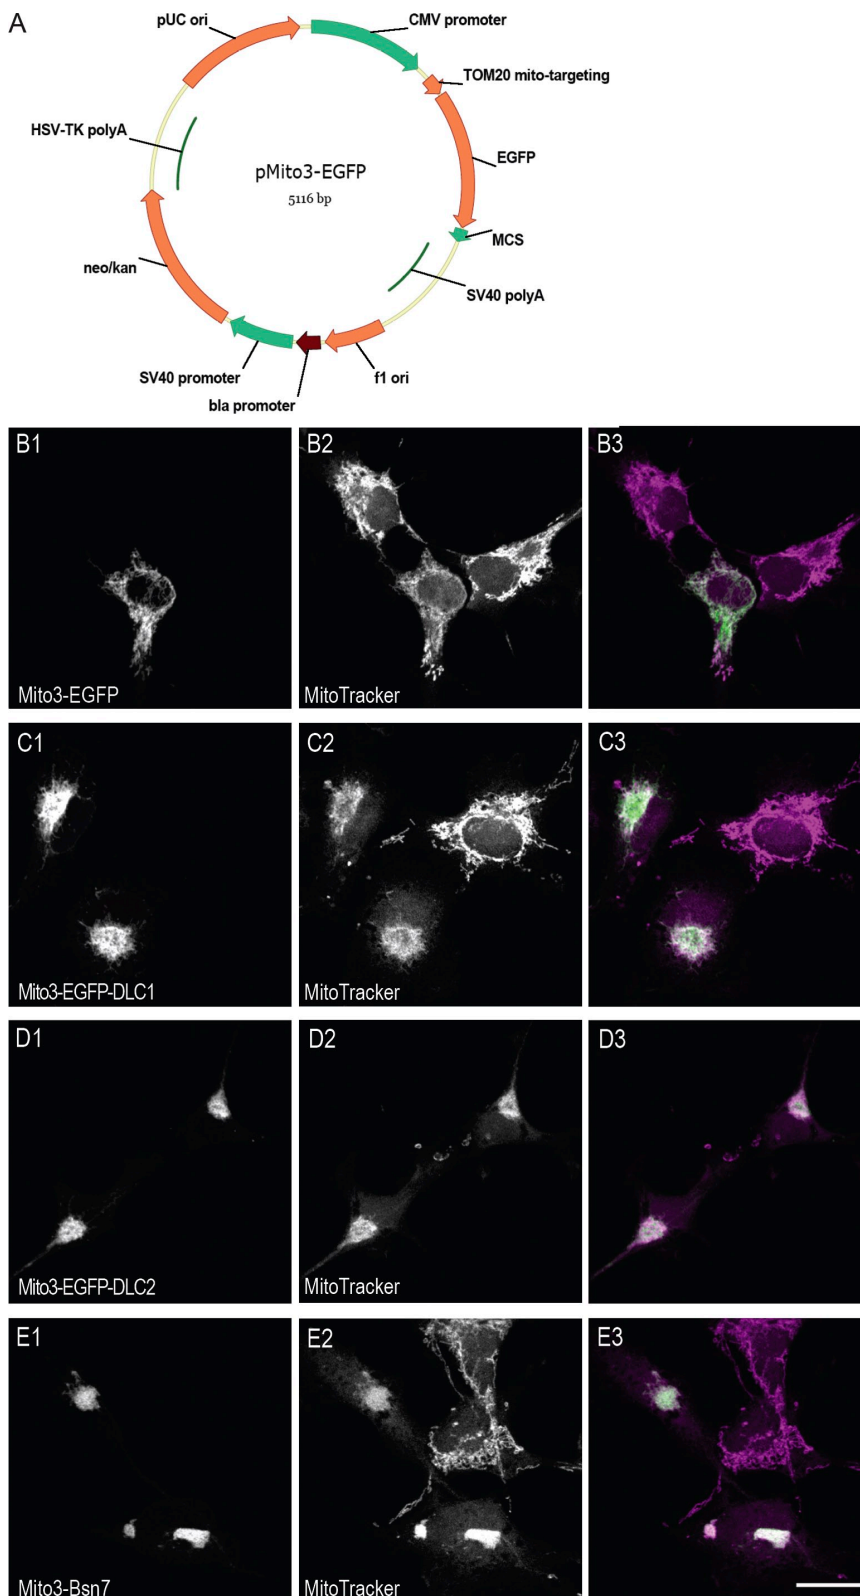 A
pUC ori
CMV promoter
TOM20 mito-targeting
HSV-TK polyA
EGFP
pMito3-EGFP
5116 bp
MCS
neo/kan
SV40 polyA
SV40 promoter
f1 ori
bla promoter
B1
B2
B3
Mito3-EGFP
MitoTracker
C1
C2
C3
Mito3-EGFP-DLC1
MitoTracker
D1
D2
D3
Mito3-EGFP-DLC2
MitoTracker
E1
E2
E3
Mito3-Bsn7
MitoTracker